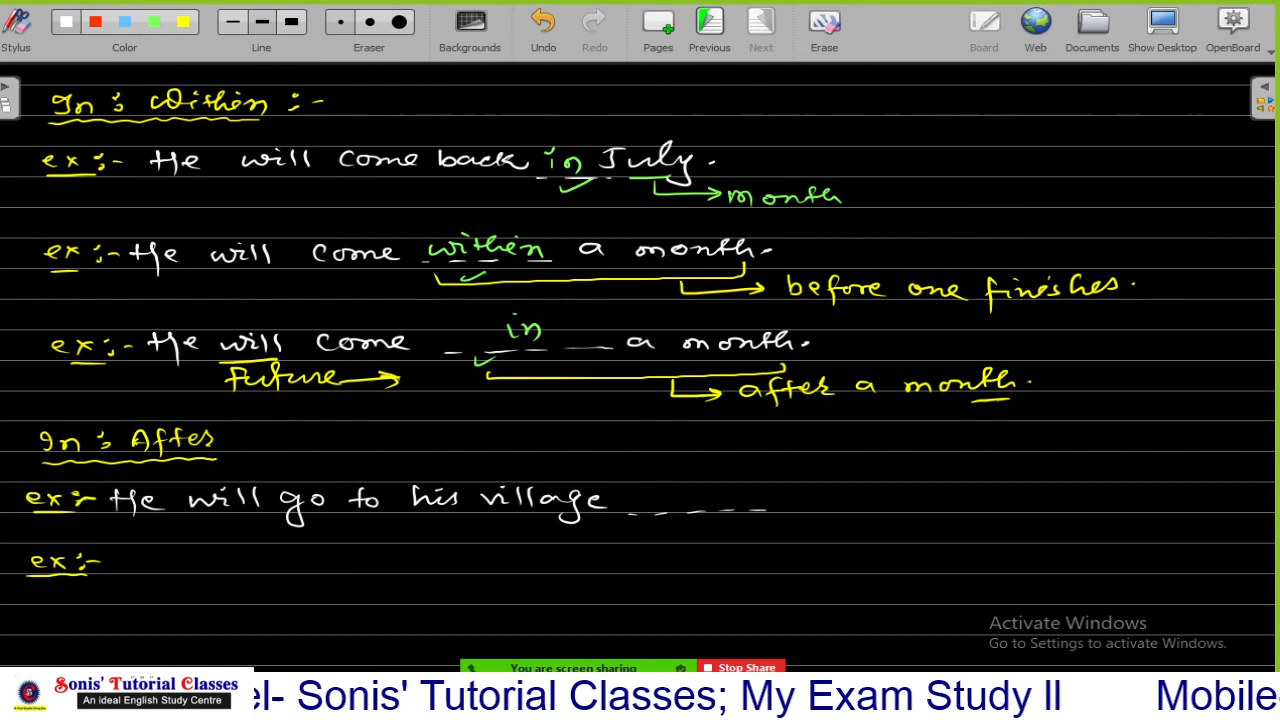 Stylus Color Line Eraser Backgrounds Undo Redo Pages Previous Next Erase Board Web Documents Show Desktop OpenBoard
In : Within :-
ex :- He will come back in July.
month
ex :- He will come within a month.
before one finishes.
ex :- He will come in a month.
Future
after a month.
In : After
ex :- He will go to his village _ _ _ _ _
ex :-
Activate Windows
Go to Settings to activate Windows.
You are screen sharing Stop Share
Sonis' Tutorial Classes
An ideal English Study Centre
el- Sonis' Tutorial Classes; My Exam Study ll Mobile